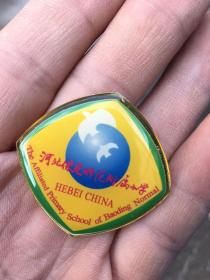 河北保定师范附属小学
HEBEI CHINA
The Affiliated Primary School of Baoding Normal